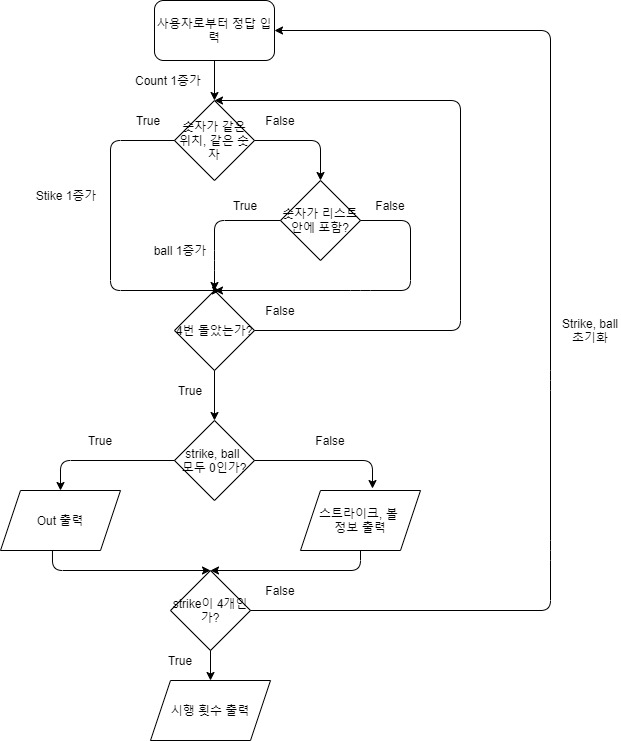 사용자로부터 정답 입
력
Count 1증가
True
숫자가 같은
위치, 같은 숫
자
False
Stike 1증가
True
숫자가 리스트
안에 포함?
False
ball 1증가
4번 돌았는가?
False
Strike, ball
초기화
True
strike, ball
모두 0인가?
True
False
Out 출력
스트라이크, 볼
정보 출력
strike이 4개인
가?
False
True
시행 횟수 출력